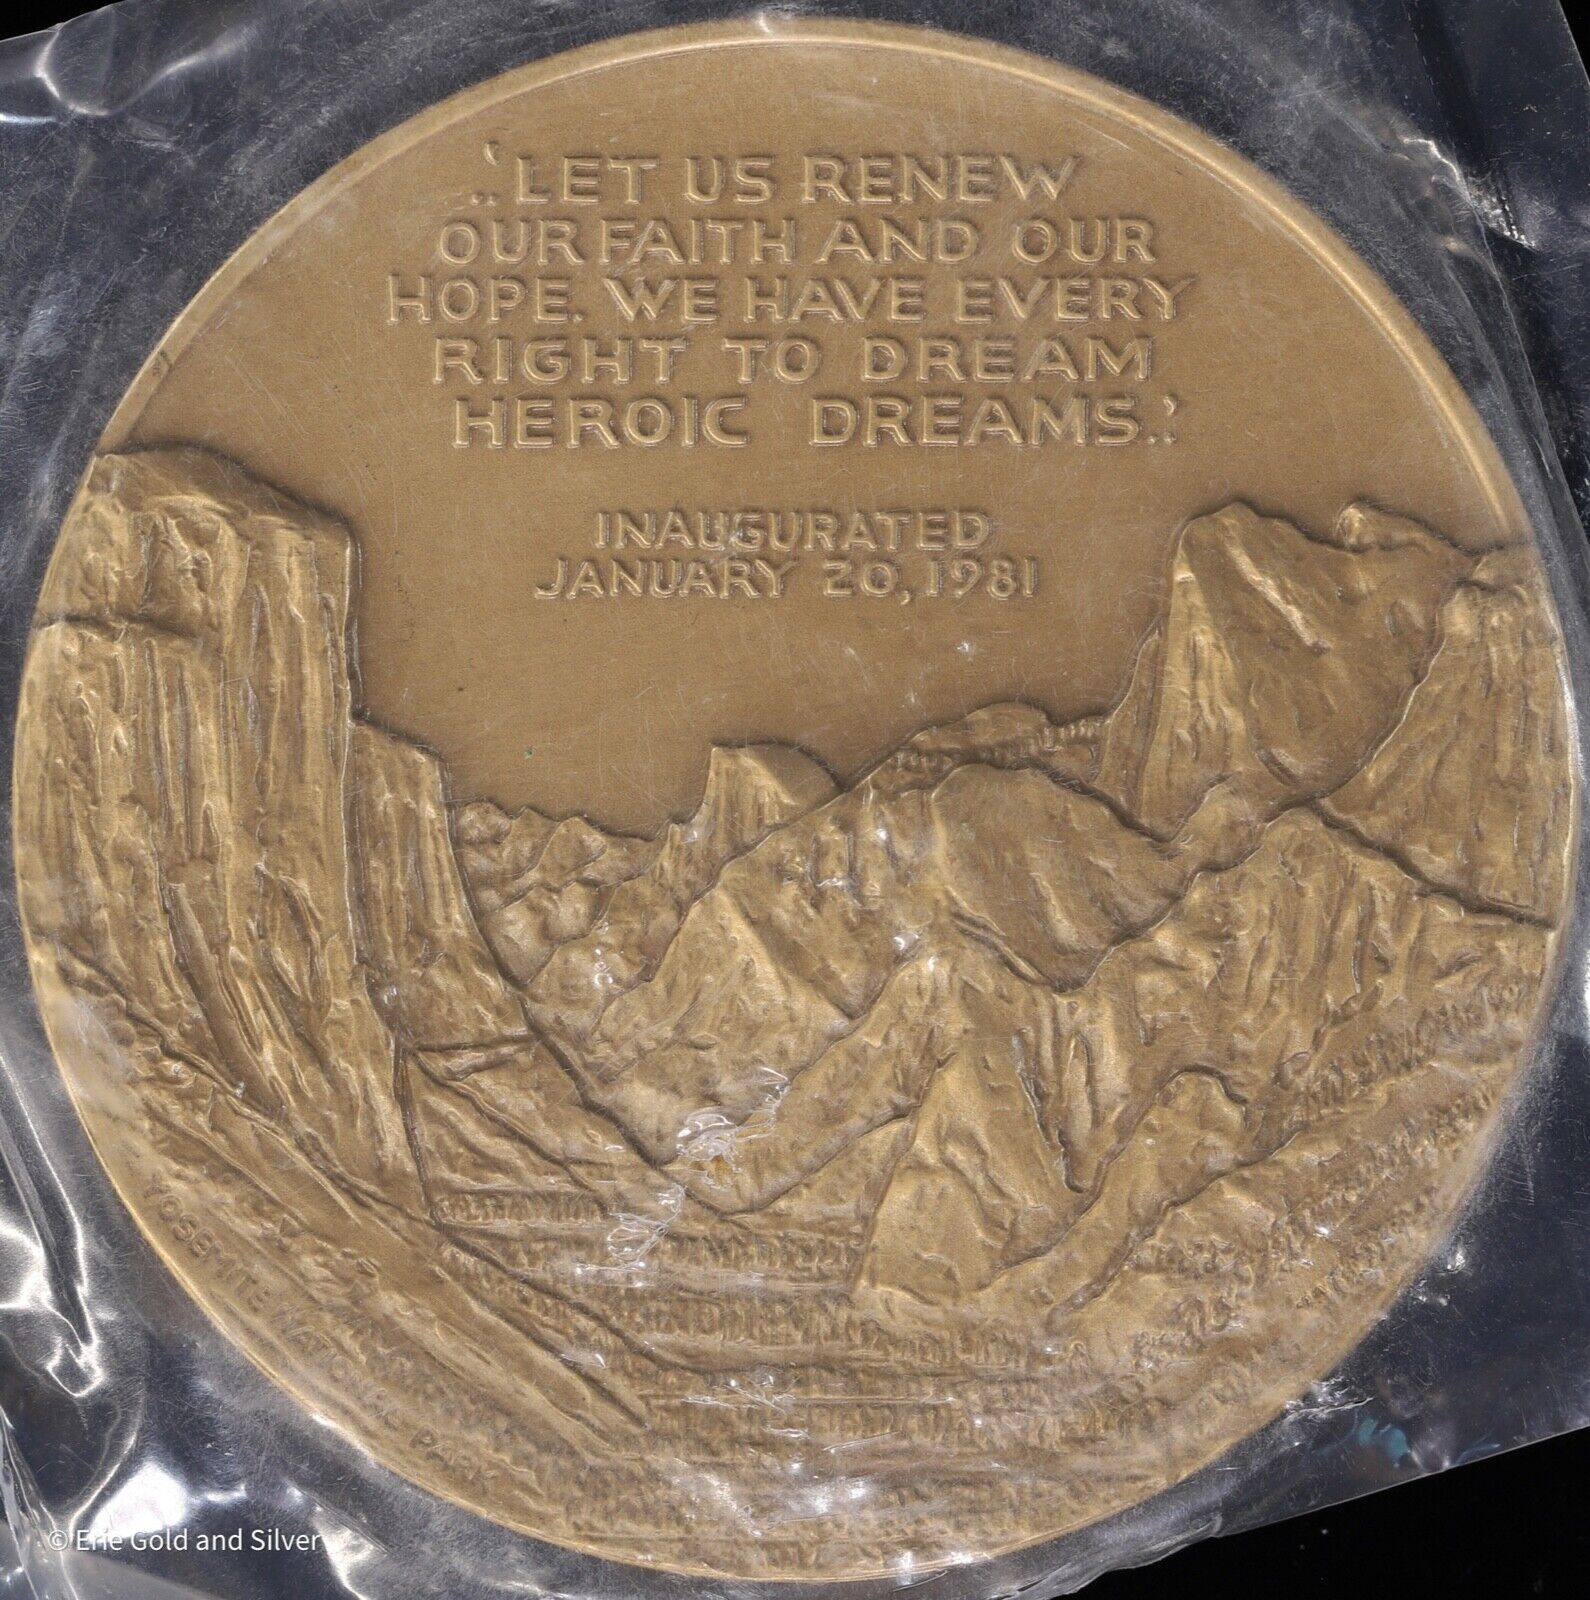 ..'LET US RENEW
OUR FAITH AND OUR
HOPE. WE HAVE EVERY
RIGHT TO DREAM
HEROIC DREAMS..'
INAUGURATED
JANUARY 20, 1981
YOSEMITE NATIONAL PARK
© Erie Gold and Silver